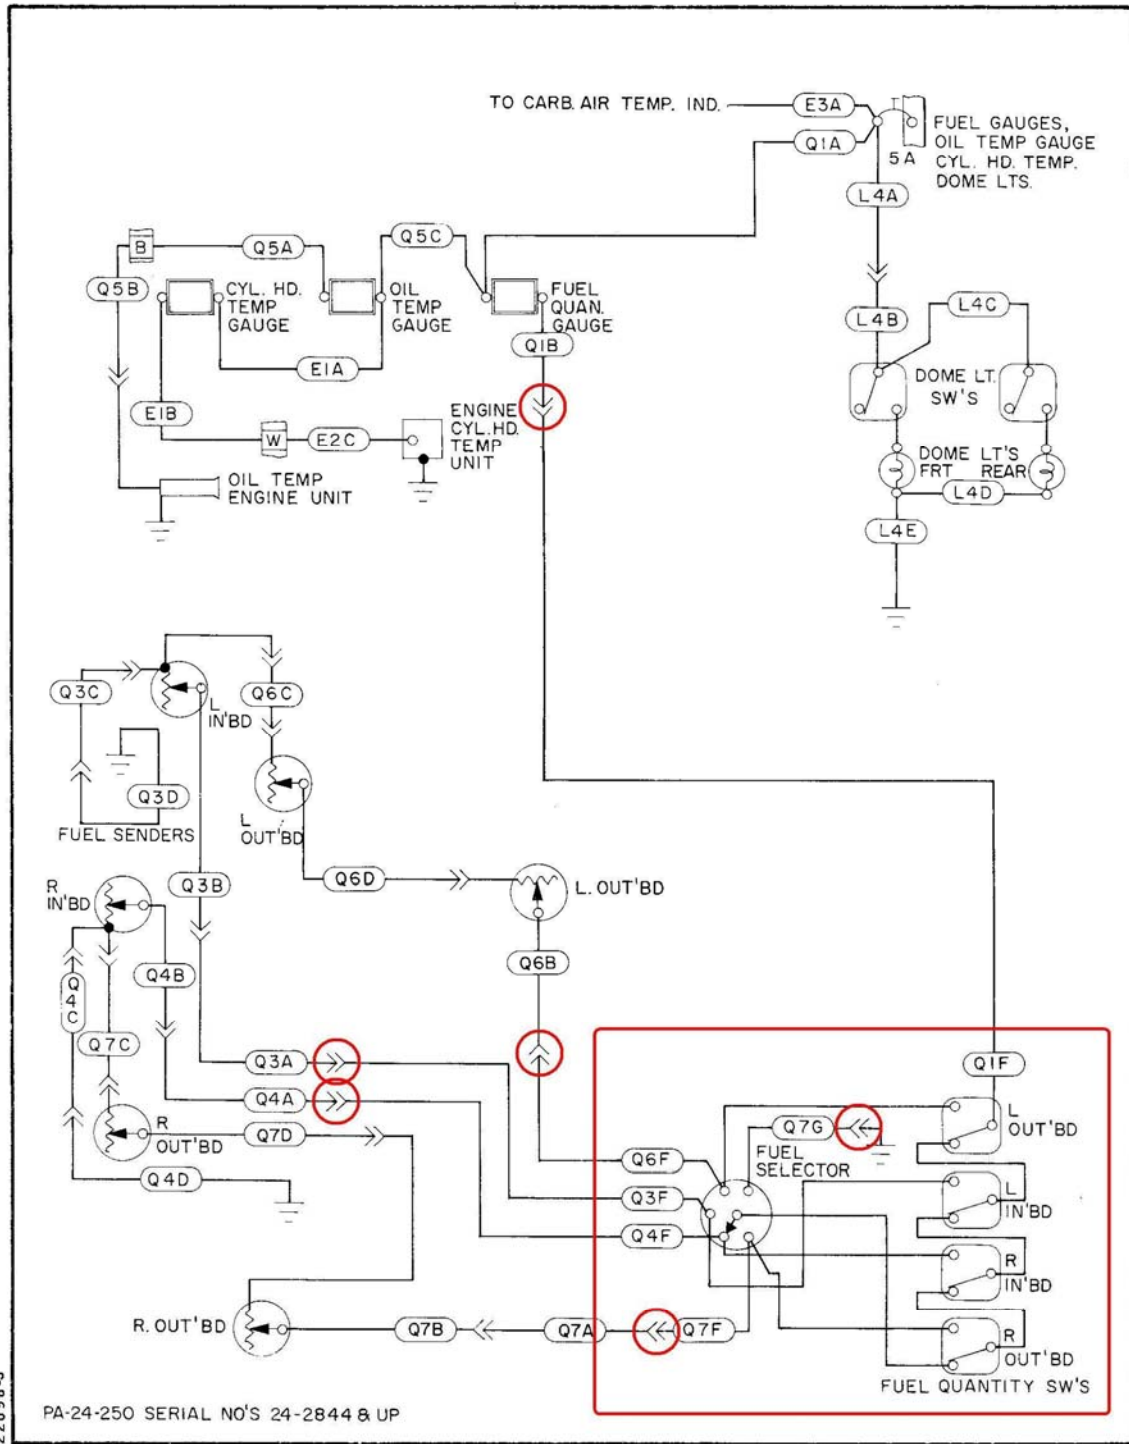 TO CARB. AIR TEMP. IND.
E3A
Q1A
5A
FUEL GAUGES,
OIL TEMP GAUGE
CYL. HD. TEMP.
DOME LTS.
L4A
B
Q5A
Q5C
Q5B
CYL. HD.
TEMP
GAUGE
OIL
TEMP
GAUGE
FUEL
QUAN.
GAUGE
Q1B
E1A
L4B
L4C
DOME LT.
SW'S
E1B
W
E2C
ENGINE
CYL.HD.
TEMP
UNIT
DOME LT'S
FRT REAR
L4D
OIL TEMP
ENGINE UNIT
L4E
Q3C
L
IN'BD
Q6C
Q3D
FUEL SENDERS
L
OUT'BD
Q3B
Q6D
L. OUT'BD
R
IN'BD
Q4B
Q4C
Q6B
Q7C
Q3A
Q4A
Q1F
R
OUT'BD
Q7D
Q7G
L
OUT'BD
FUEL
SELECTOR
Q6F
Q4D
Q3F
L
IN'BD
Q4F
R
IN'BD
R. OUT'BD
Q7B
Q7A
Q7F
R
OUT'BD
FUEL QUANTITY SW'S
PA-24-250 SERIAL NO'S 24-2844 & UP